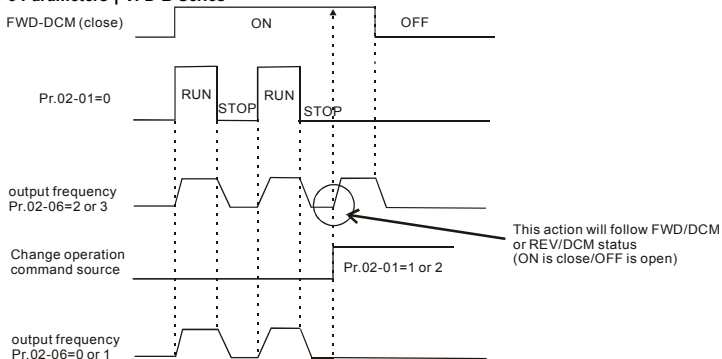 Parameters | VFD-E Series
FWD-DCM (close)
ON
OFF
Pr.02-01=0
RUN
STOP
RUN
STOP
output frequency
Pr.02-06=2 or 3
This action will follow FWD/DCM
or REV/DCM status
(ON is close/OFF is open)
Change operation
command source
Pr.02-01=1 or 2
output frequency
Pr.02-06=0 or 1